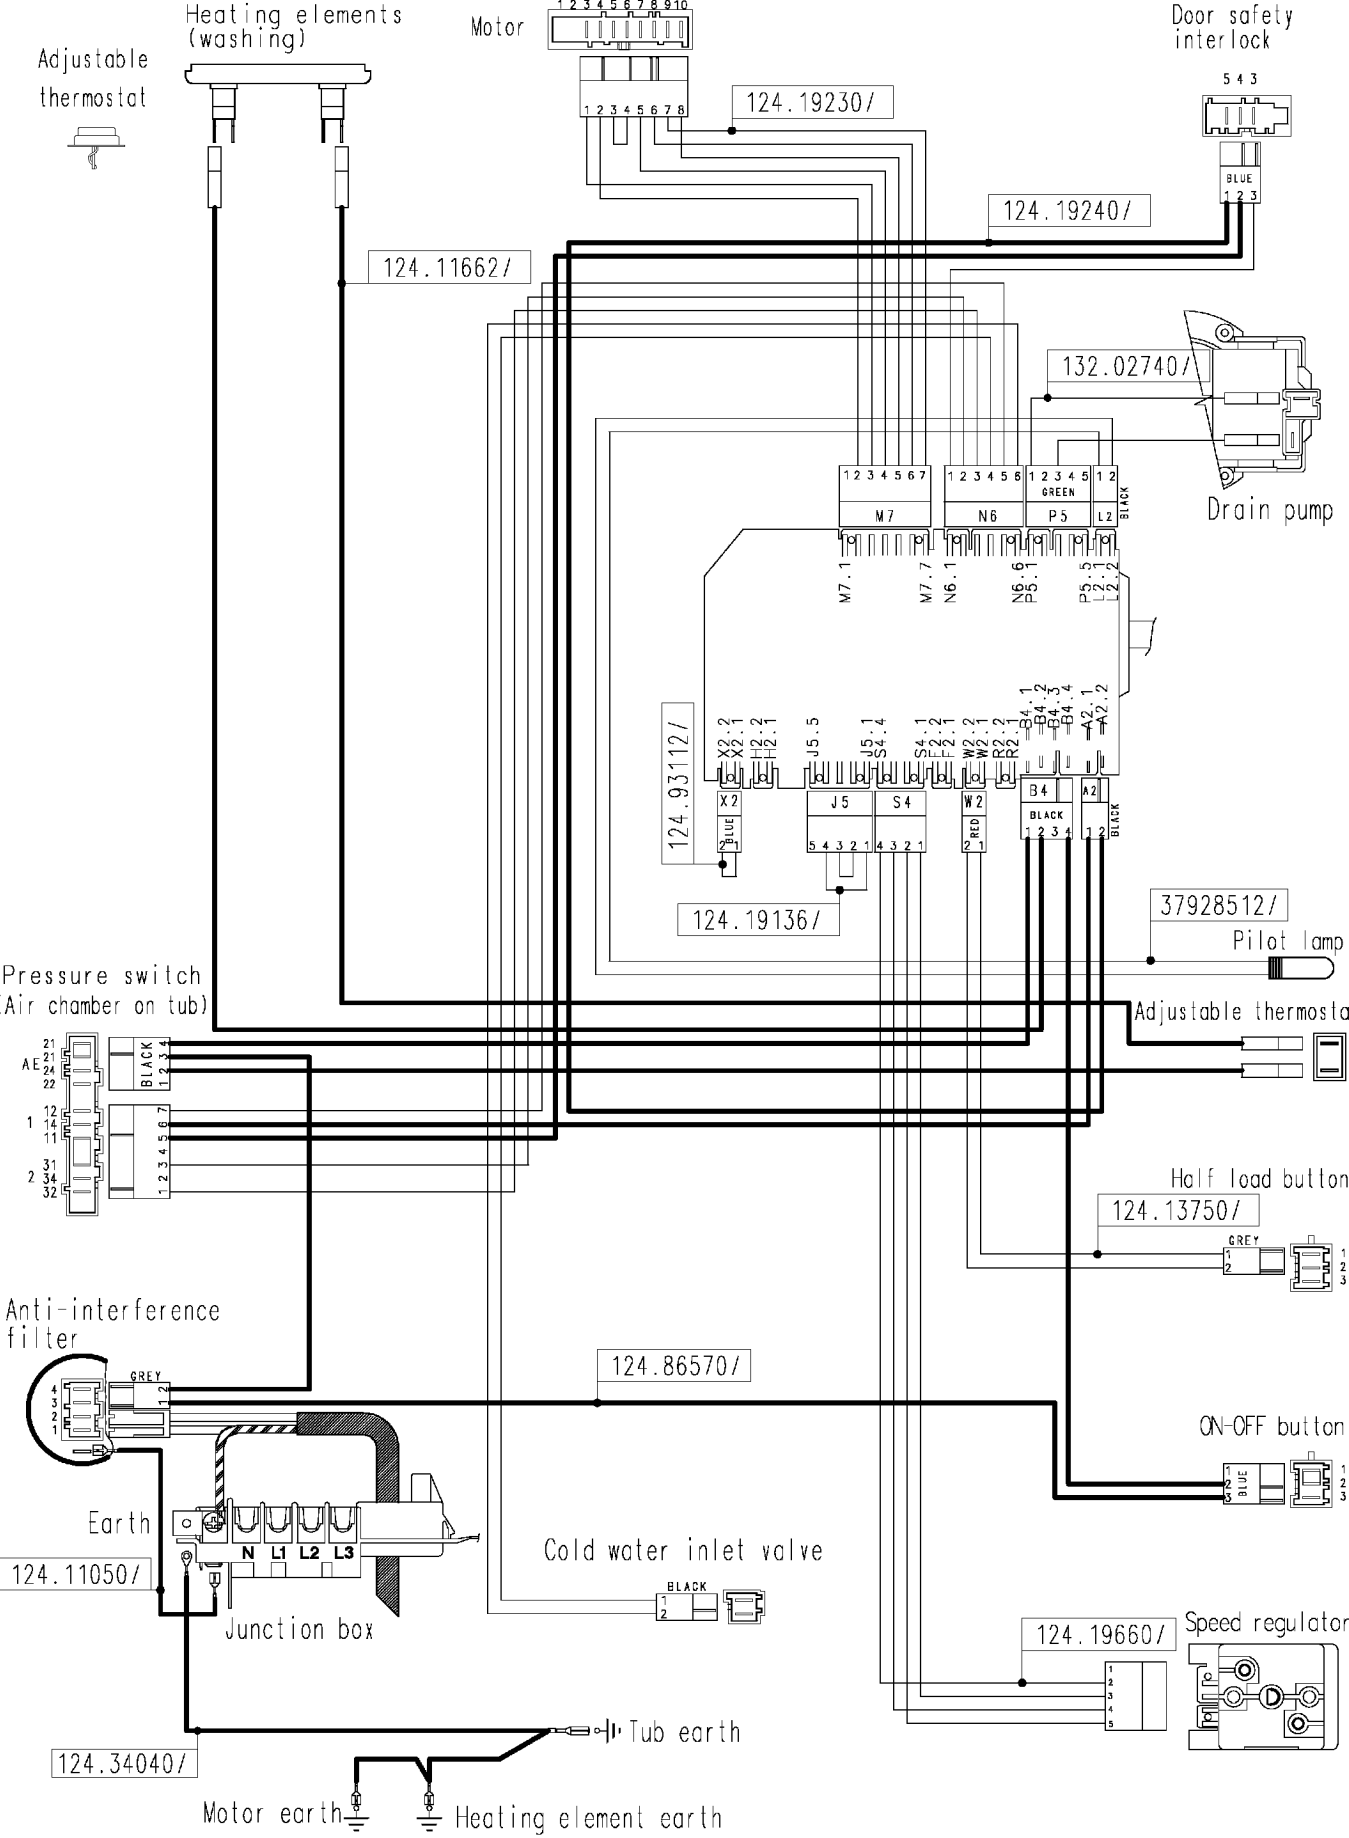 Heating elements
(washing)
Adjustable
thermostat
Motor
1 2 3 4 5 6 7 8 9 10
1 2 3 4 5 6 7 8
124.19230/
Door safety
interlock
5 4 3
BLUE
1 2 3
124.19240/
124.11662/
132.02740/
Drain pump
1 2 3 4 5 6 7
M7
1 2 3 4 5 6
N6
1 2 3 4 5
GREEN
P5
1 2
L2
BLACK
M7.1
M7.7
N6.1
N6.6
P5.1
P5.5
L2.1
L2.2
X2.2
X2.1
H2.2
H2.1
J5.5
J5.1
S4.4
S4.1
F2.2
F2.1
W2.2
W2.1
R2.2
R2.1
B4.1
B4.2
B4.3
B4.4
A2.1
A2.2
124.93112/
X2
BLUE
2 1
J5
5 4 3 2 1
S4
4 3 2 1
W2
RED
2 1
B4
BLACK
1 2 3 4
A2
BLACK
1 2
124.19136/
37928512/
Pilot lamp
Adjustable thermosta
Pressure switch
(Air chamber on tub)
AE
21
21
24
22
BLACK
4
3
2
1
1
12
14
11
2
31
34
32
7
6
5
4
3
2
1
Half load button
124.13750/
GREY
1
2
1
2
3
Anti-interference
filter
4
3
2
1
GREY
2
1
124.86570/
ON-OFF button
1
2
3
BLUE
1
2
3
Earth
N L1 L2 L3
124.11050/
Junction box
Cold water inlet valve
BLACK
1
2
124.19660/
Speed regulator
1
2
3
4
5
Tub earth
124.34040/
Motor earth
Heating element earth